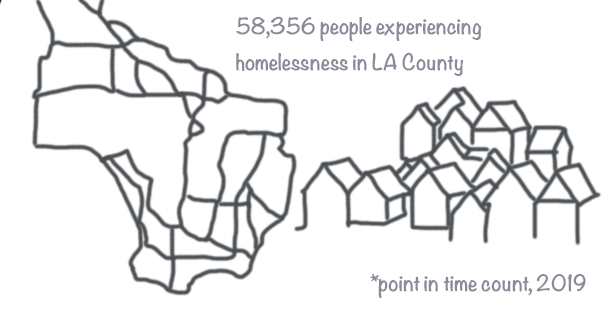 58,356 people experiencing
homelessness in LA County
*point in time count, 2019